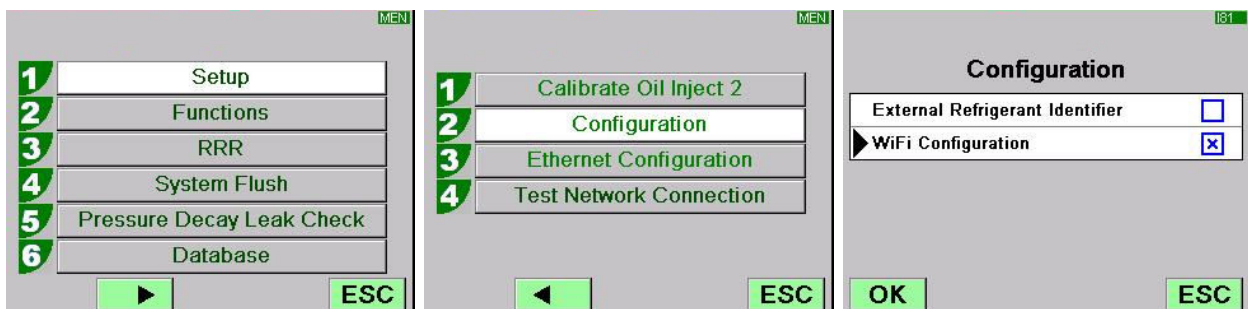 MEN
1 Setup
2 Functions
3 RRR
4 System Flush
5 Pressure Decay Leak Check
6 Database
ESC
MEN
1 Calibrate Oil Inject 2
2 Configuration
3 Ethernet Configuration
4 Test Network Connection
ESC
I81
Configuration
External Refrigerant Identifier
WiFi Configuration
OK ESC